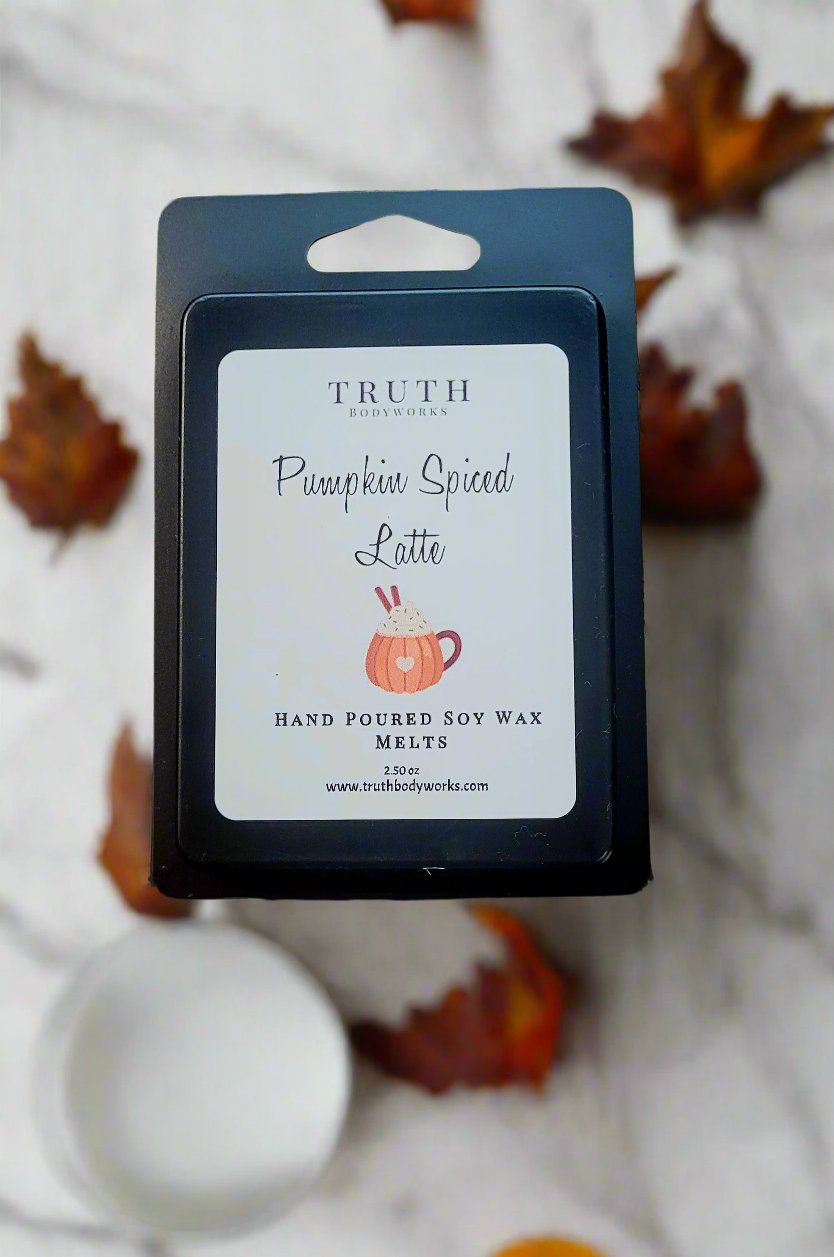 TRUTH
BODYWORKS
Pumpkin Spiced
Latte
HAND POURED SOY WAX
MELTS
2.50 oz
www.truthbodyworks.com